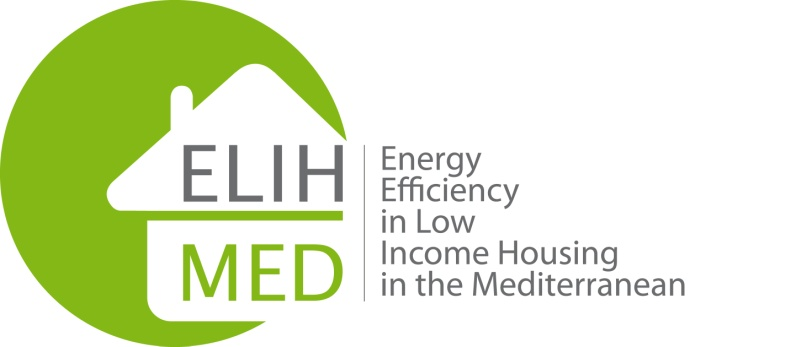 ELIH
MED
Energy
Efficiency
in Low
Income Housing
in the Mediterranean